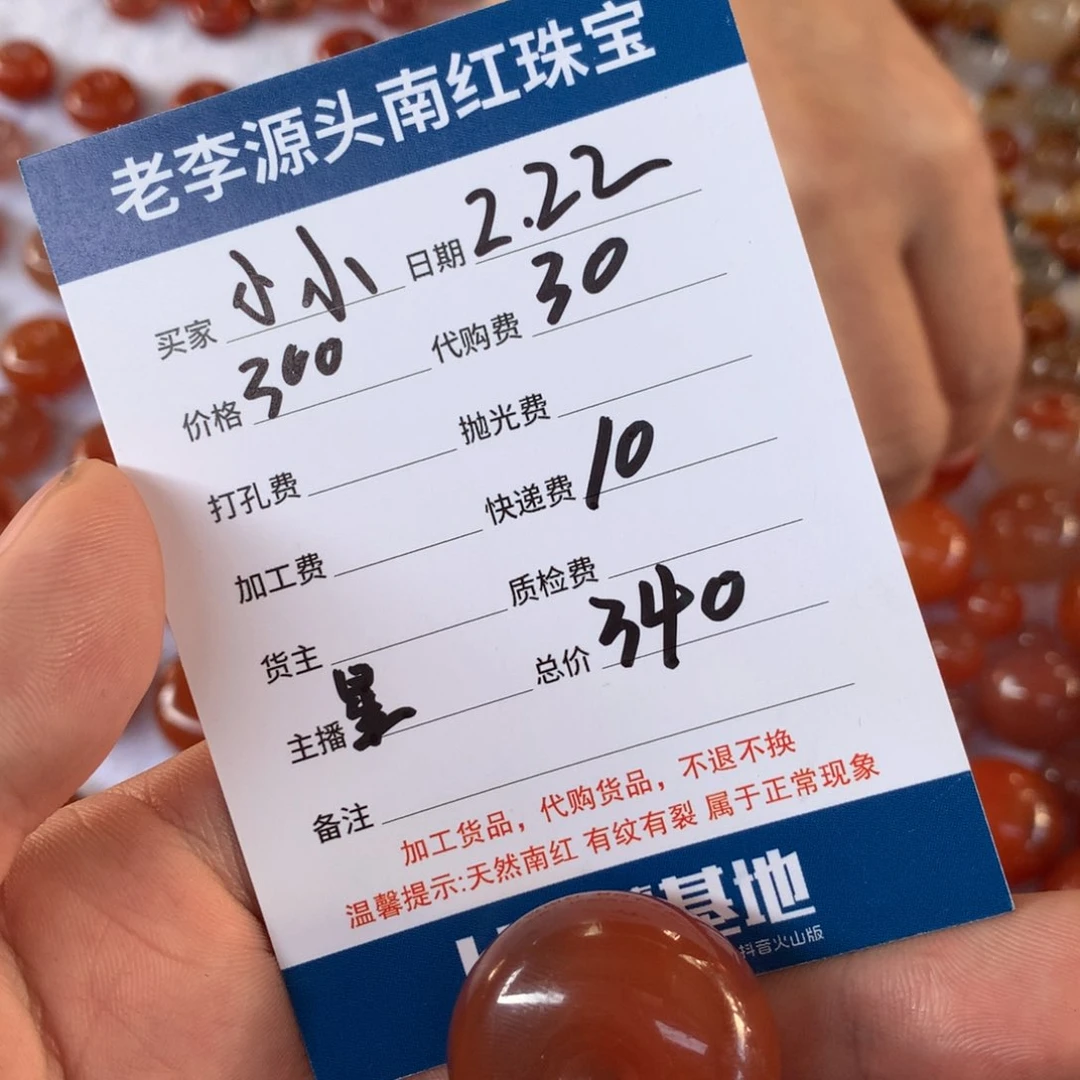 老李源头南红珠宝
买家 小小 日期 2.22
价格 300 代购费 30
打孔费 抛光费
加工费 快递费 10
货主 质检费
主播 总价 340
备注
加工货品，代购货品，不退不换
温馨提示:天然南红 有纹有裂 属于正常现象
基地
抖音火山版